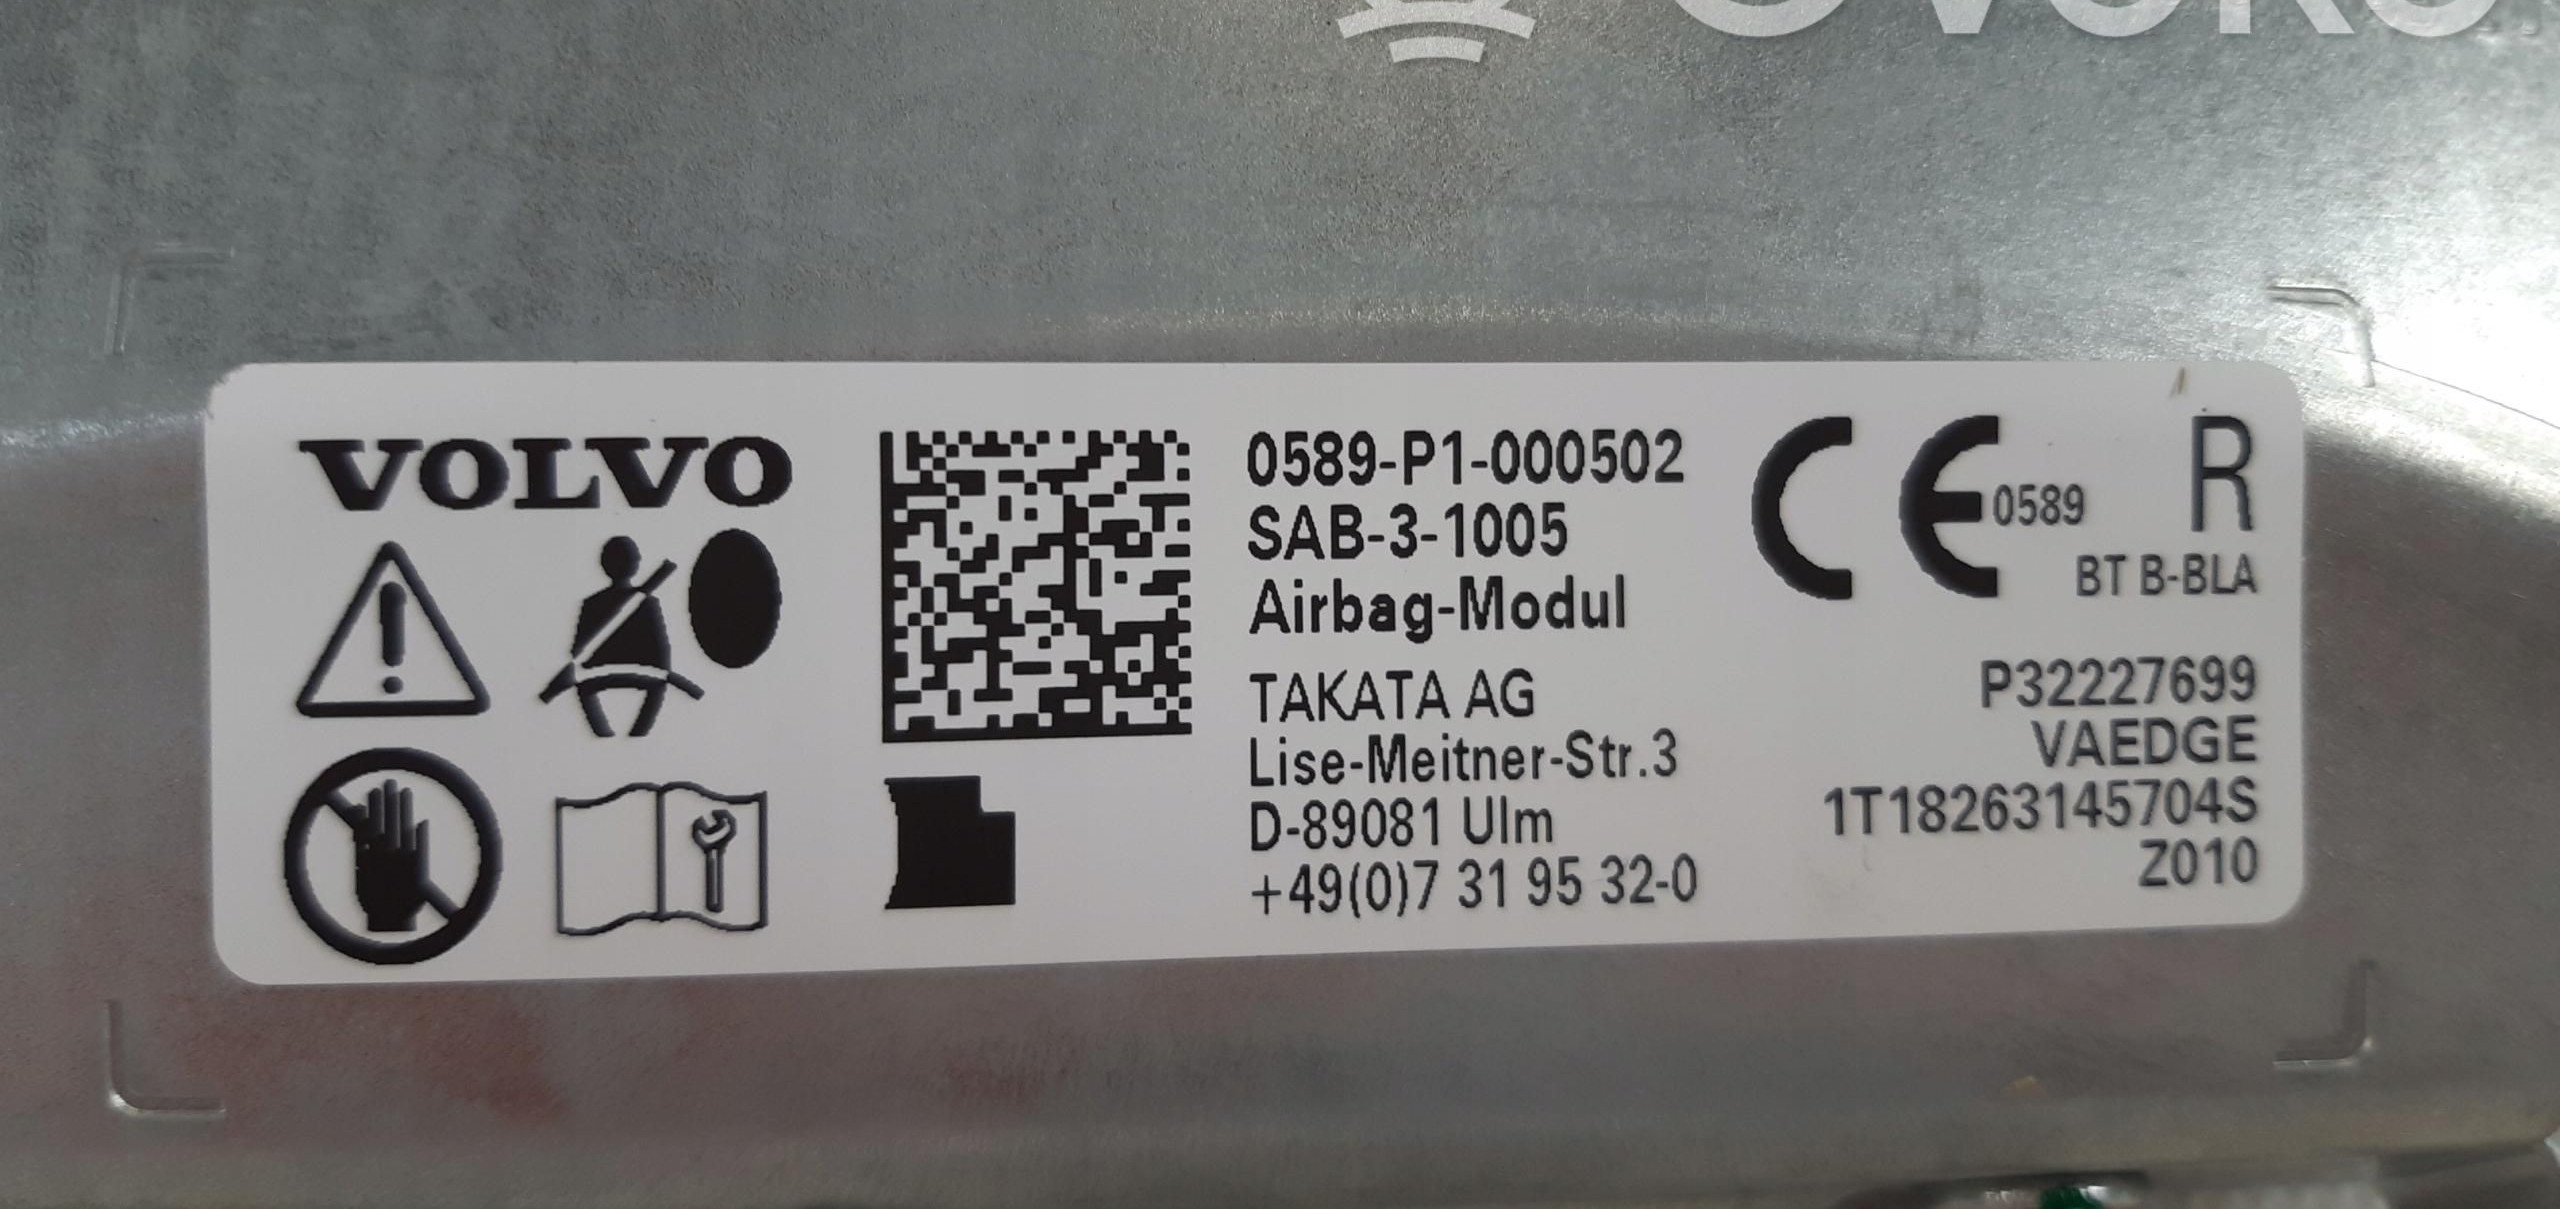 VOLVO
0589-P1-000502
SAB-3-1005
Airbag-Modul
TAKATA AG
Lise-Meitner-Str.3
D-89081 Ulm
+49(0)7 31 95 32-0
CE 0589
R
BT B-BLA
P32227699
VAEDGE
1T18263145704S
Z010